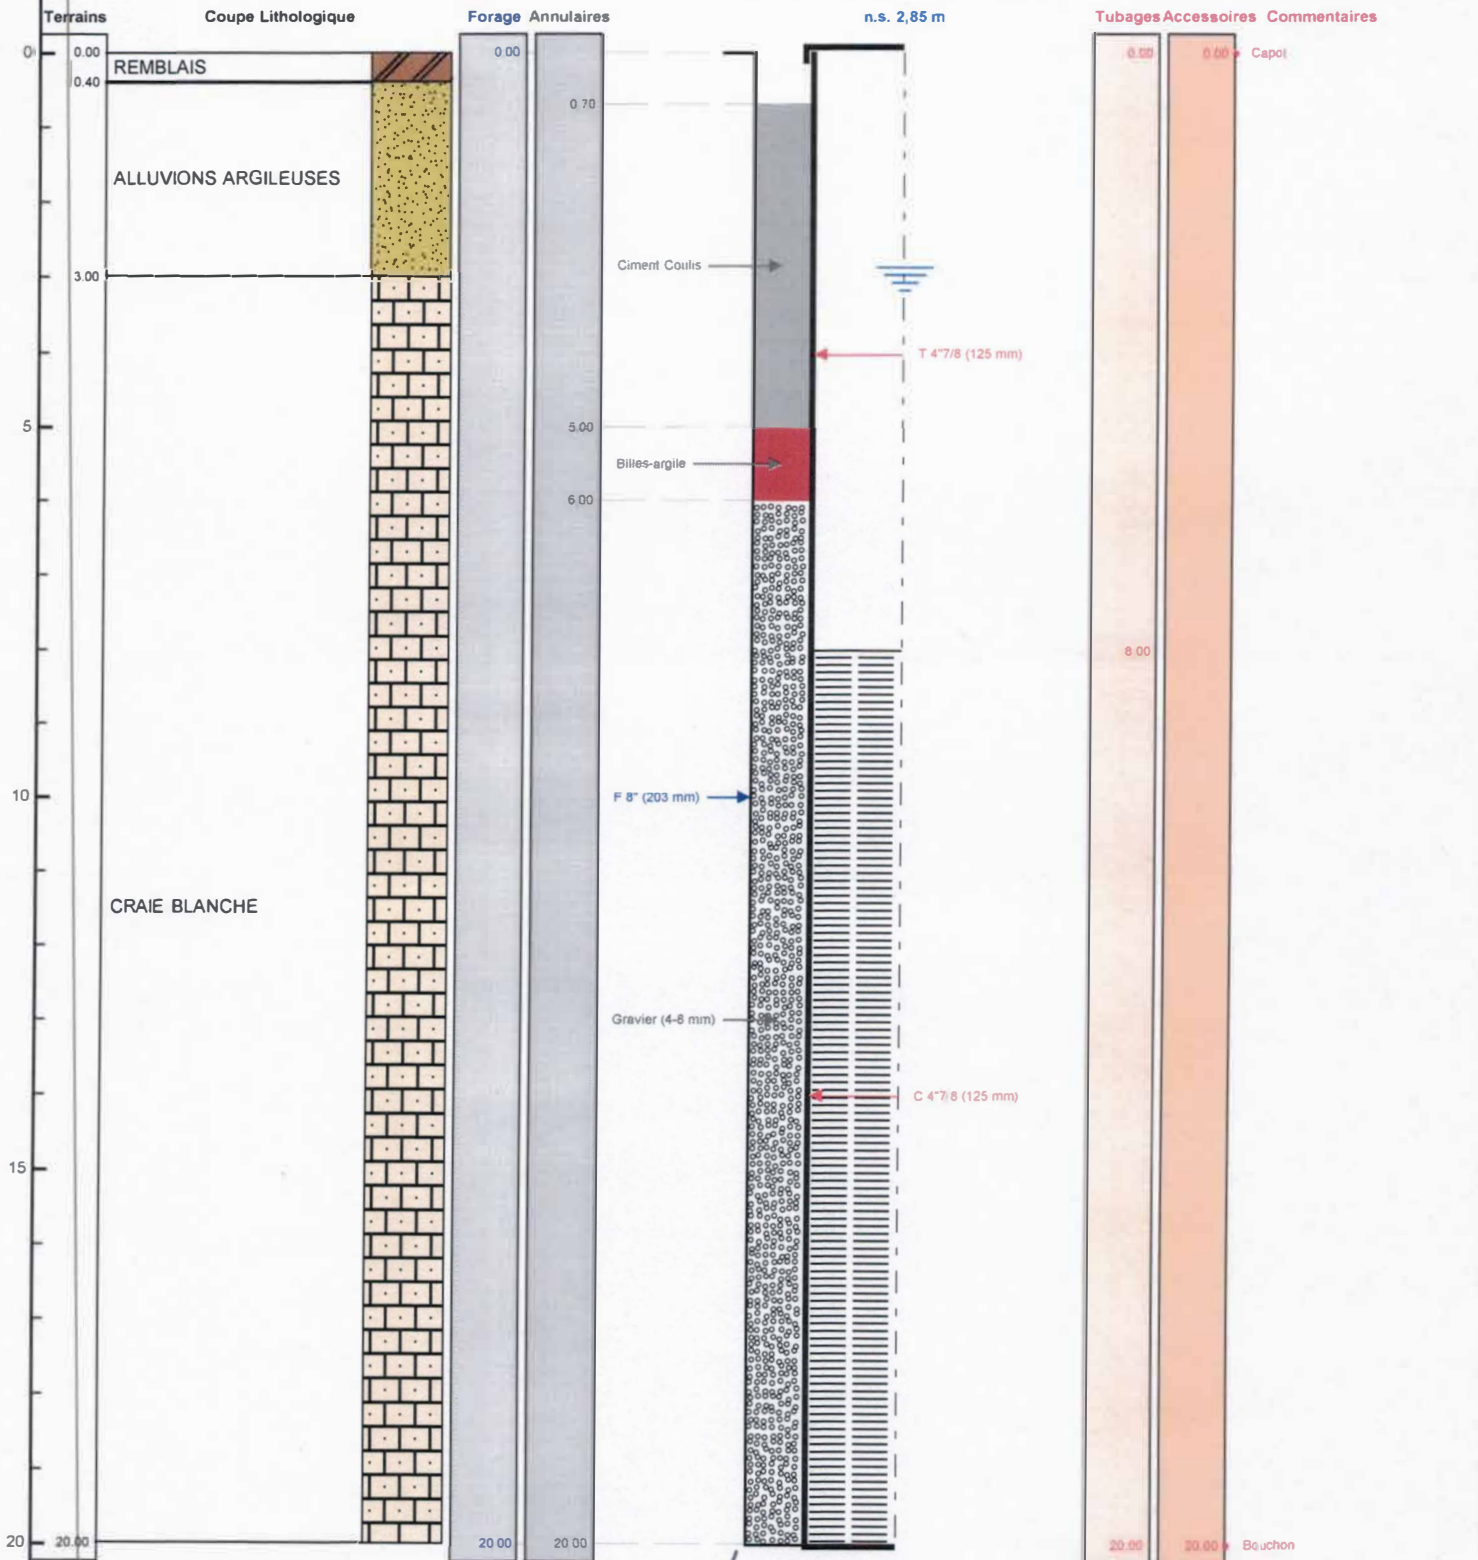 Terrains Coupe Lithologique Forage Annulaires n.s. 2,85 m Tubages Accessoires Commentaires
0 0.00 0.00 0.00 0.00 Capot
REMBLAIS
0.40
0.70
ALLUVIONS ARGILEUSES
Ciment Coulis
3.00
T 4"7/8 (125 mm)
5 5.00
Billes-argile
6.00
8.00
10 F 8" (203 mm)
CRAIE BLANCHE
Gravier (4-6 mm)
C 4"7/8 (125 mm)
15
20 20.00 20.00 20.00 20.00 20.00 Bouchon